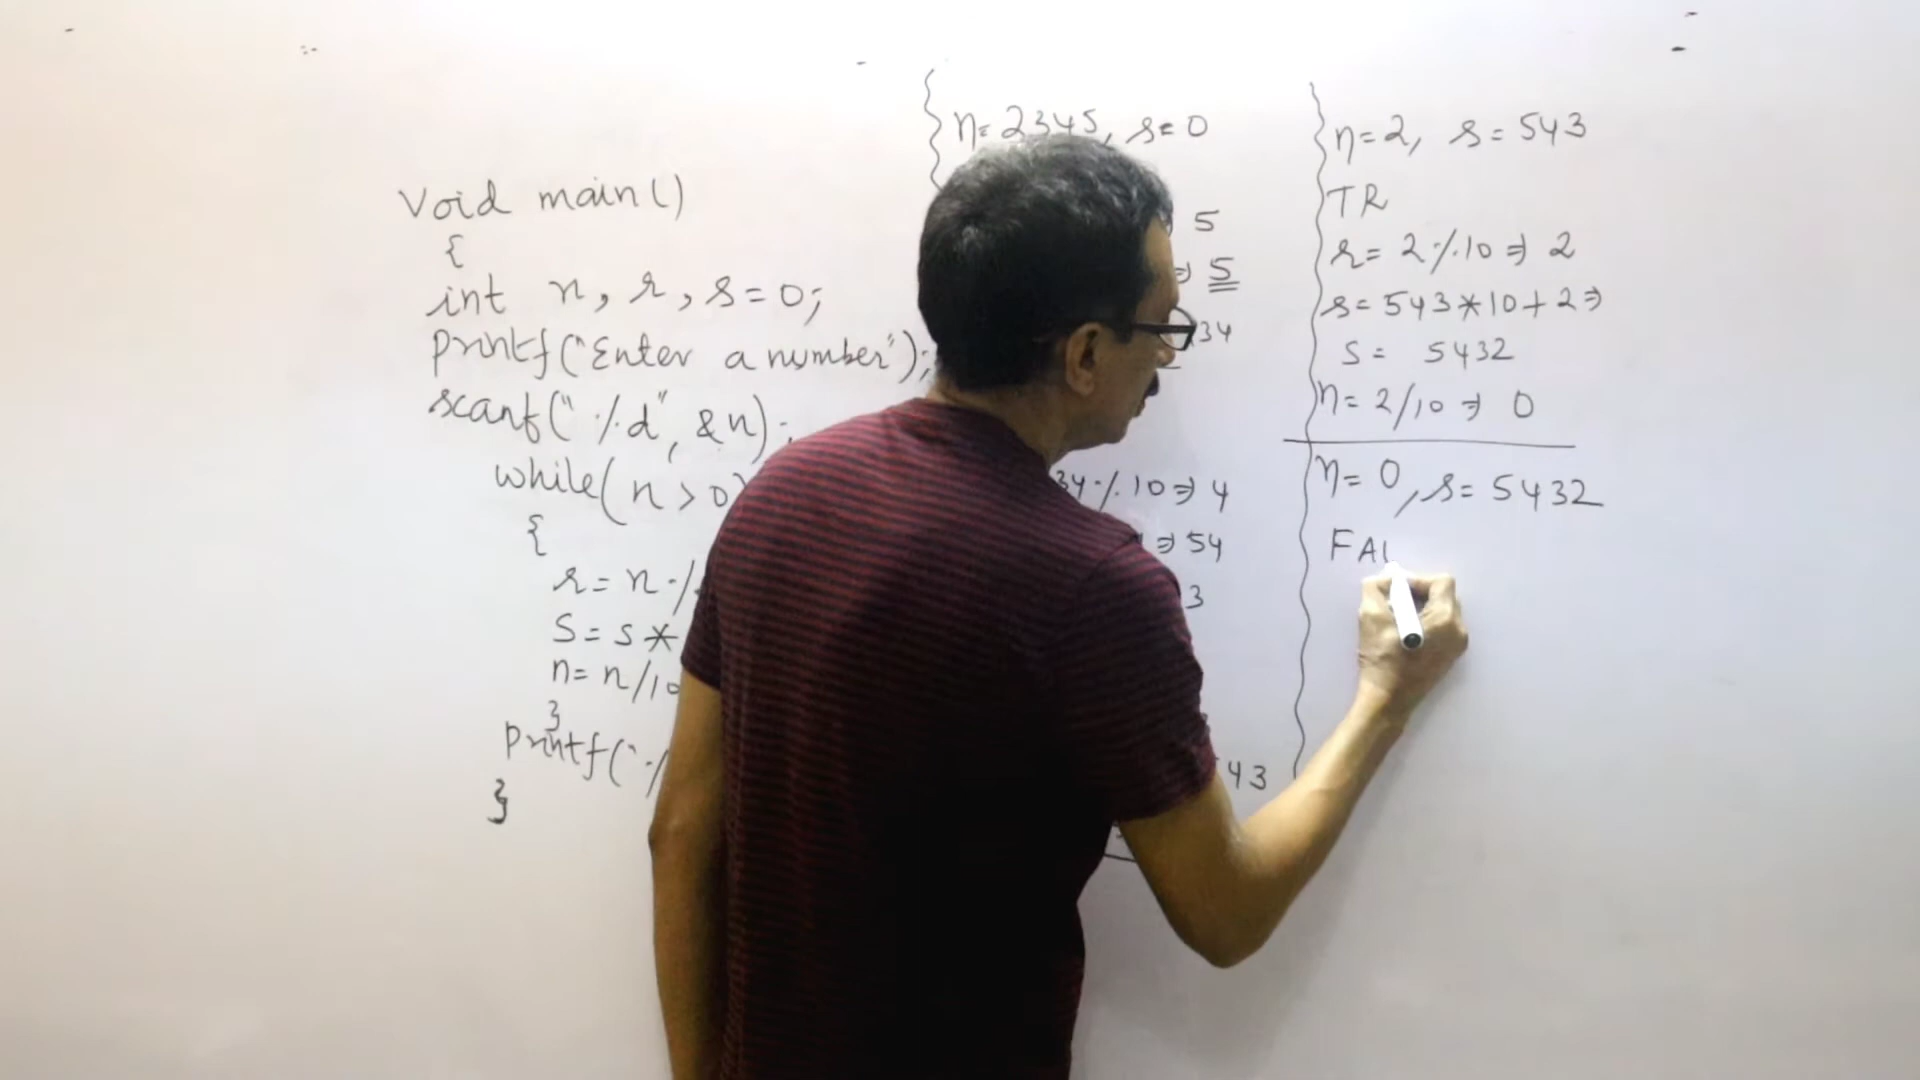 Void main()
{
int n, r, s=0;
printf("Enter a number");
scanf("%d", &n);
while(n>0)
{
r=n%
s=s*
n=n/10
}
printf("%
}
n=2345, s=0
5
=> 5
34
34%10=>4
=>54
3
43
n=2, s=543
TR
r=2%10=>2
s=543*10+2=>
s= 5432
n=2/10=>0
n=0, s=5432
FAL